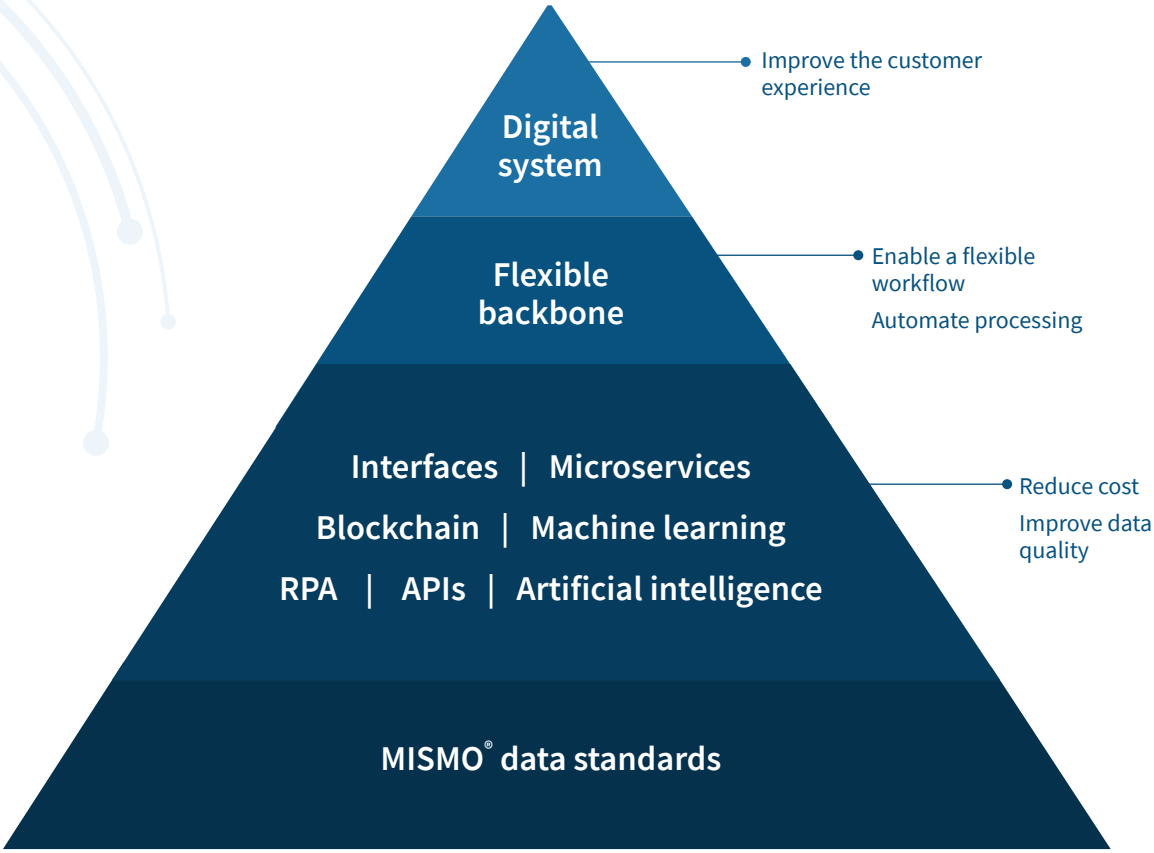 Improve the customer
experience
Digital
system
Enable a flexible
workflow
Automate processing
Flexible
backbone
Interfaces | Microservices
Blockchain | Machine learning
RPA | APIs | Artificial intelligence
Reduce cost
Improve data
quality
MISMO® data standards